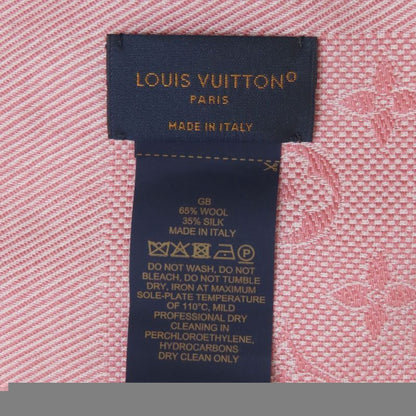 LOUIS VUITTON
PARIS
MADE IN ITALY
GB
65% WOOL
35% SILK
MADE IN ITALY
P
DO NOT WASH, DO NOT
BLEACH, DO NOT TUMBLE
DRY, IRON AT MAXIMUM
SOLE-PLATE TEMPERATURE
OF 110°C, MILD
PROFESSIONAL DRY
CLEANING IN
PERCHLOROETHYLENE,
HYDROCARBONS
DRY CLEAN ONLY